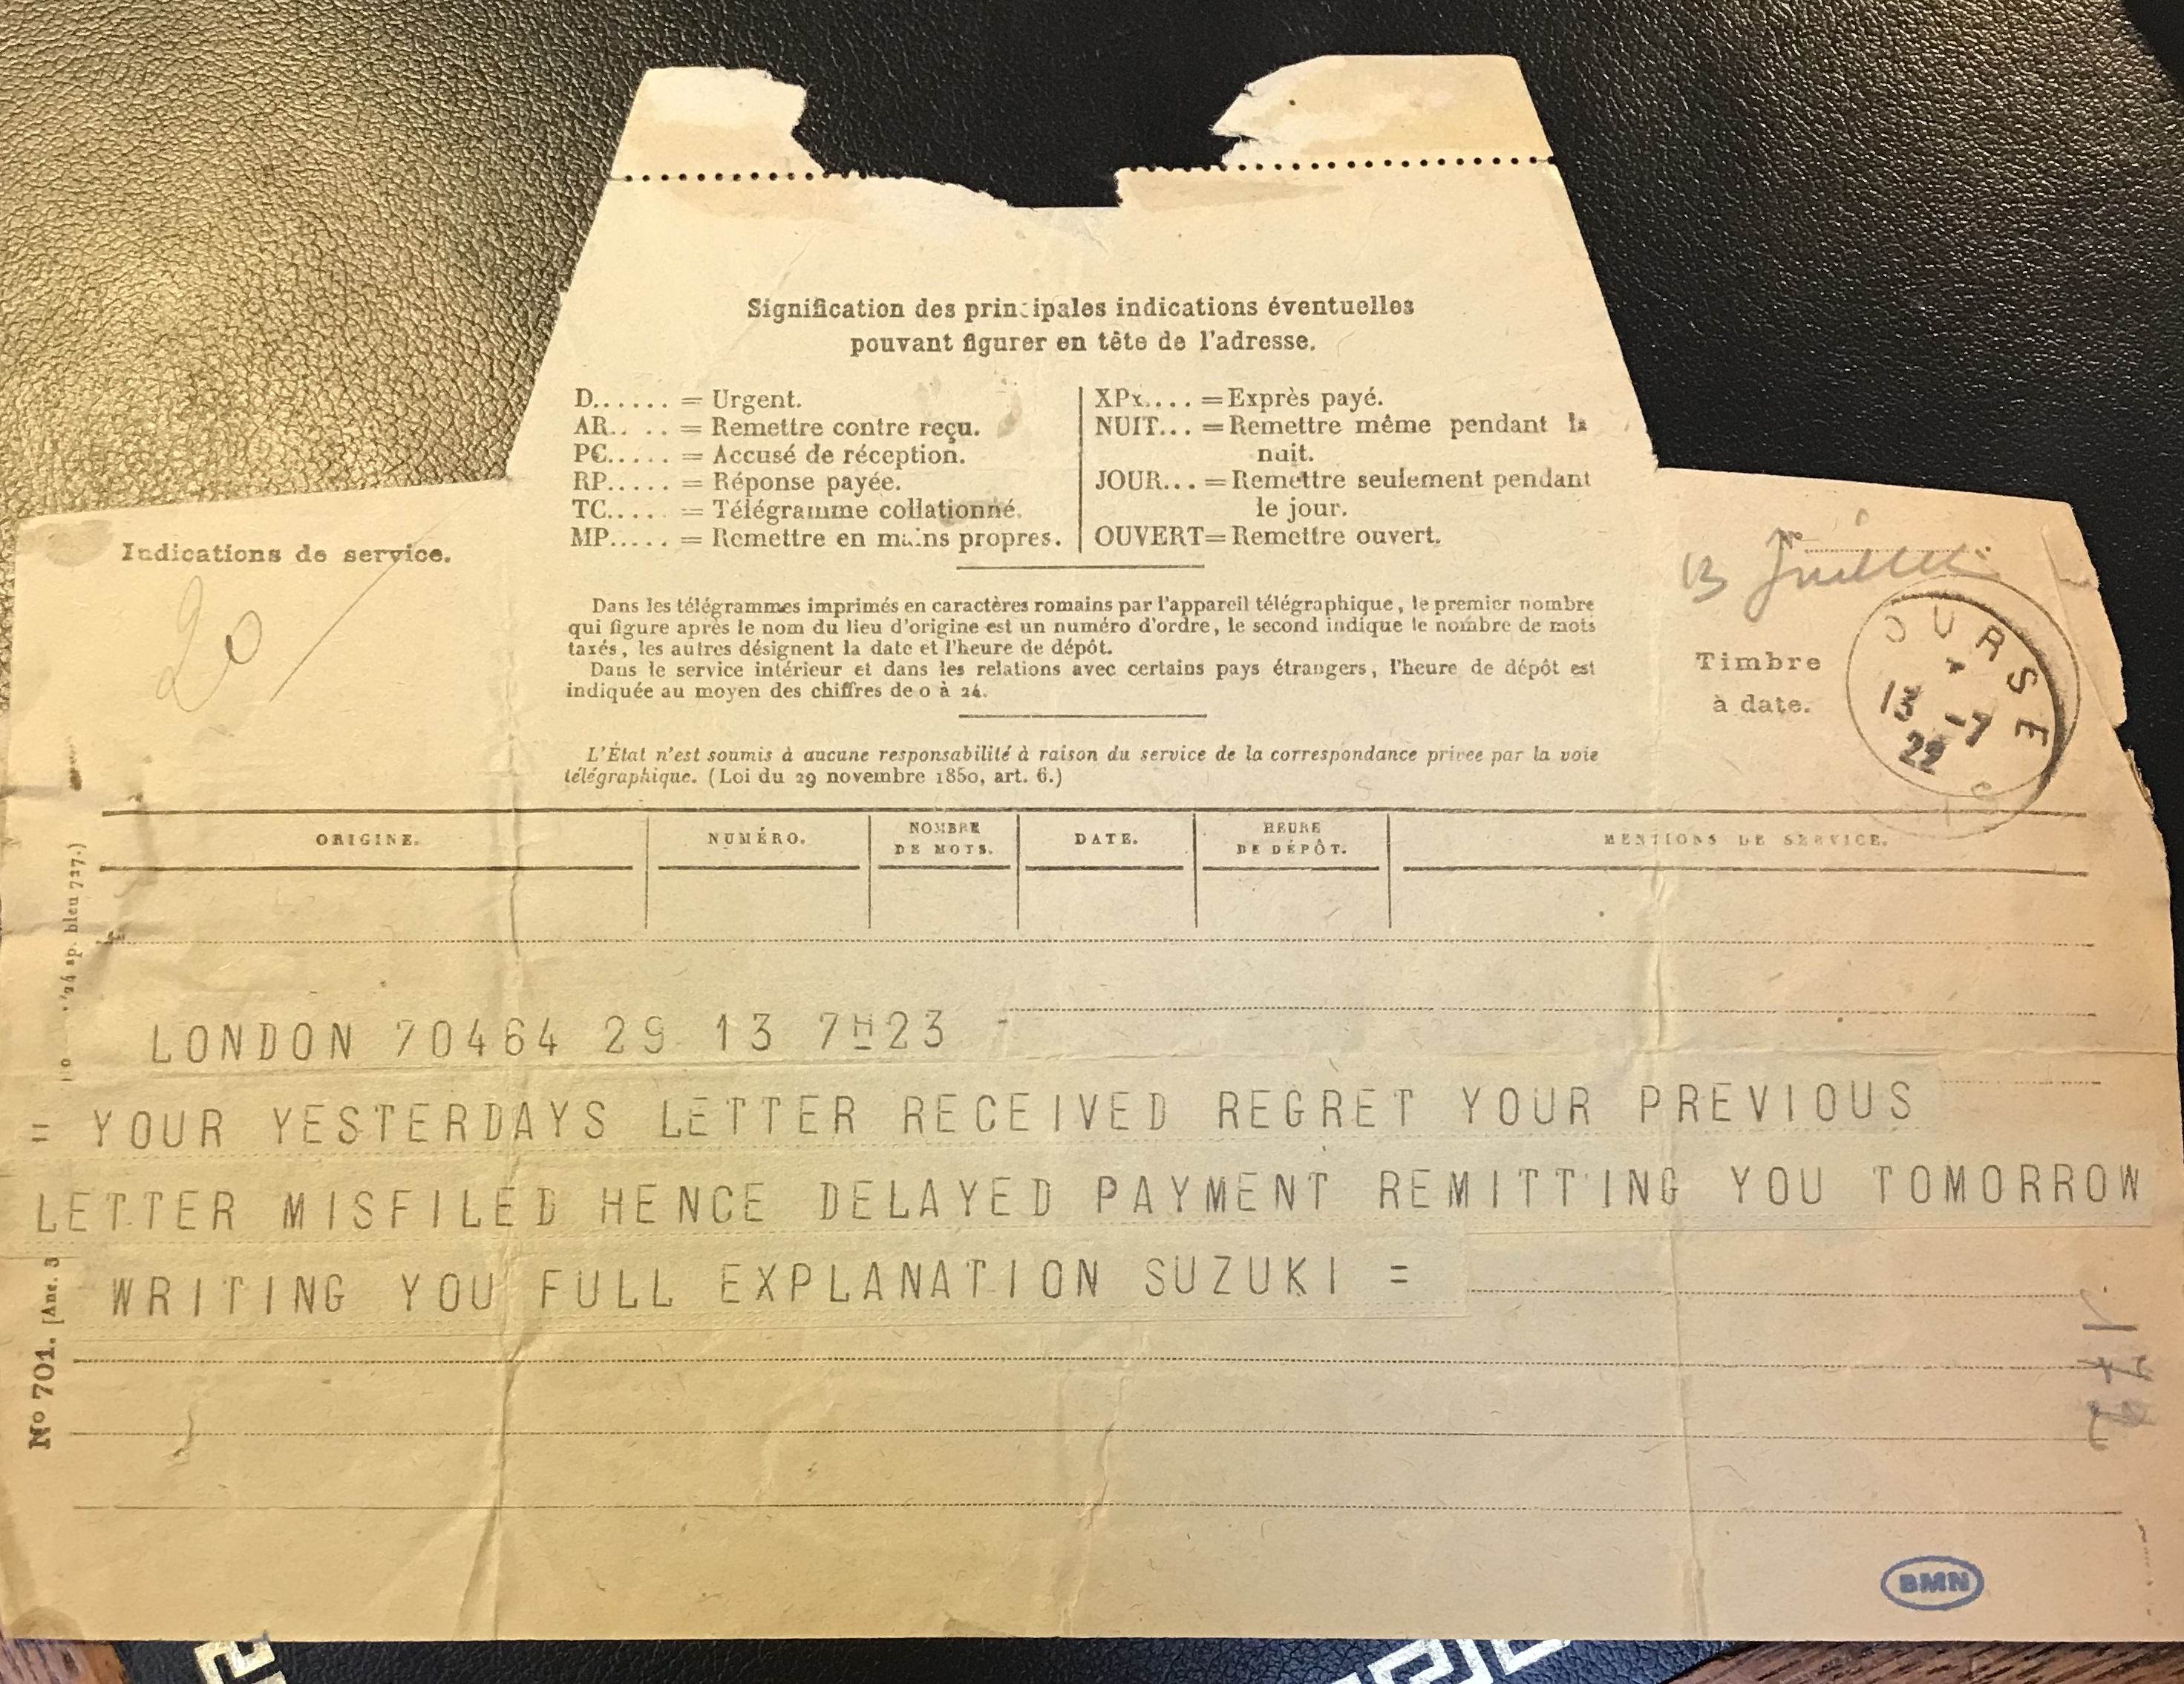 Signification des principales indications éventuelles
pouvant figurer en tête de l'adresse.
D...... = Urgent.
AR.. .. = Remettre contre reçu.
PC..... = Accusé de réception.
RP..... = Réponse payée.
TC..... = Télégramme collationné.
MP..... = Remettre en mains propres.
XPx.... = Exprès payé.
NUIT... = Remettre même pendant la
nuit.
JOUR... = Remettre seulement pendant
le jour.
OUVERT= Remettre ouvert.
Indications de service.
20
Dans les télégrammes imprimés en caractères romains par l'appareil télégraphique, le premier nombre
qui figure après le nom du lieu d'origine est un numéro d'ordre, le second indique le nombre de mots
taxés, les autres désignent la date et l'heure de dépôt.
Dans le service intérieur et dans les relations avec certains pays étrangers, l'heure de dépôt est
indiquée au moyen des chiffres de 0 à 24.
L'État n'est soumis à aucune responsabilité à raison du service de la correspondance privée par la voie
télégraphique. (Loi du 29 novembre 1850, art. 6.)
13 Juillet
Timbre
à date.
OURSE
13 -7
22
ORIGINE.
NUMÉRO.
NOMBRE
DE MOTS.
DATE.
HEURE
DE DÉPÔT.
MENTIONS DE SERVICE.
LONDON 70464 29 13 7H23 -
= YOUR YESTERDAYS LETTER RECEIVED REGRET YOUR PREVIOUS
LETTER MISFILED HENCE DELAYED PAYMENT REMITTING YOU TOMORROW
WRITING YOU FULL EXPLANATION SUZUKI =
No 701. [Anc.
sp. bleu 727.)
BMN